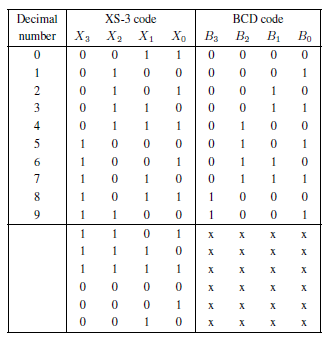 Decimal XS-3 code BCD code
number X₃ X₂ X₁ X₀ B₃ B₂ B₁ B₀
0 0 0 1 1 0 0 0 0
1 0 1 0 0 0 0 0 1
2 0 1 0 1 0 0 1 0
3 0 1 1 0 0 0 1 1
4 0 1 1 1 0 1 0 0
5 1 0 0 0 0 1 0 1
6 1 0 0 1 0 1 1 0
7 1 0 1 0 0 1 1 1
8 1 0 1 1 1 0 0 0
9 1 1 0 0 1 0 0 1
1 1 0 1 x x x x
1 1 1 0 x x x x
1 1 1 1 x x x x
0 0 0 0 x x x x
0 0 0 1 x x x x
0 0 1 0 x x x x